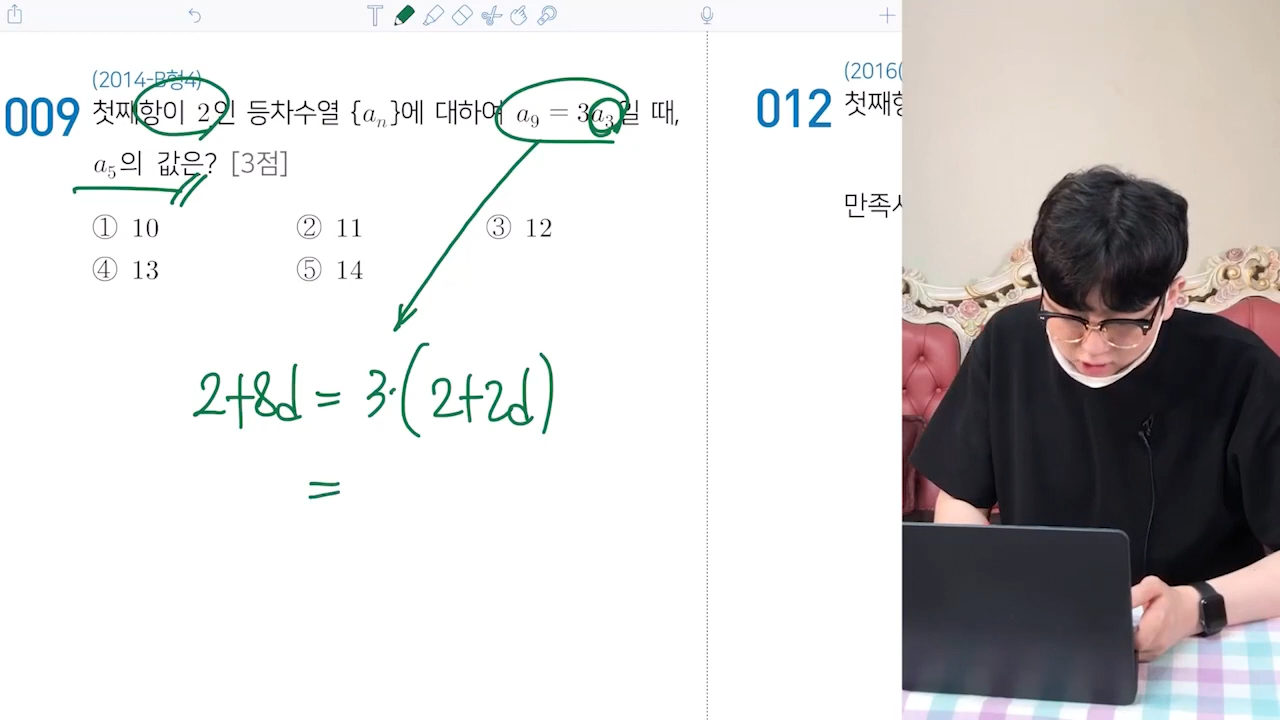 (2014-B형4)
009 첫째항이 2인 등차수열 {aₙ}에 대하여 a₉ = 3a₃일 때,
a₅의 값은? [3점]
① 10 ② 11 ③ 12
④ 13 ⑤ 14
2+8d = 3·(2+2d)
=
(2016(
012 첫째항
만족시